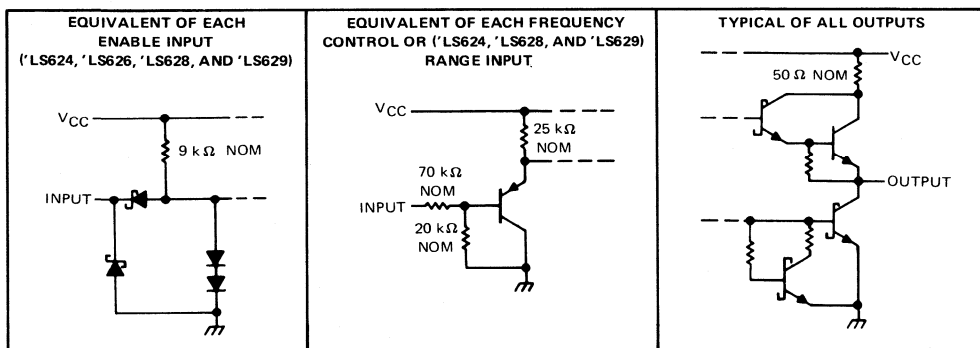 EQUIVALENT OF EACH
ENABLE INPUT
('LS624, 'LS626, 'LS628, AND 'LS629)
VCC
9 kΩ NOM
INPUT
EQUIVALENT OF EACH FREQUENCY
CONTROL OR ('LS624, 'LS628, AND 'LS629)
RANGE INPUT
VCC
25 kΩ
NOM
70 kΩ
NOM
INPUT
20 kΩ
NOM
TYPICAL OF ALL OUTPUTS
VCC
50 Ω NOM
OUTPUT